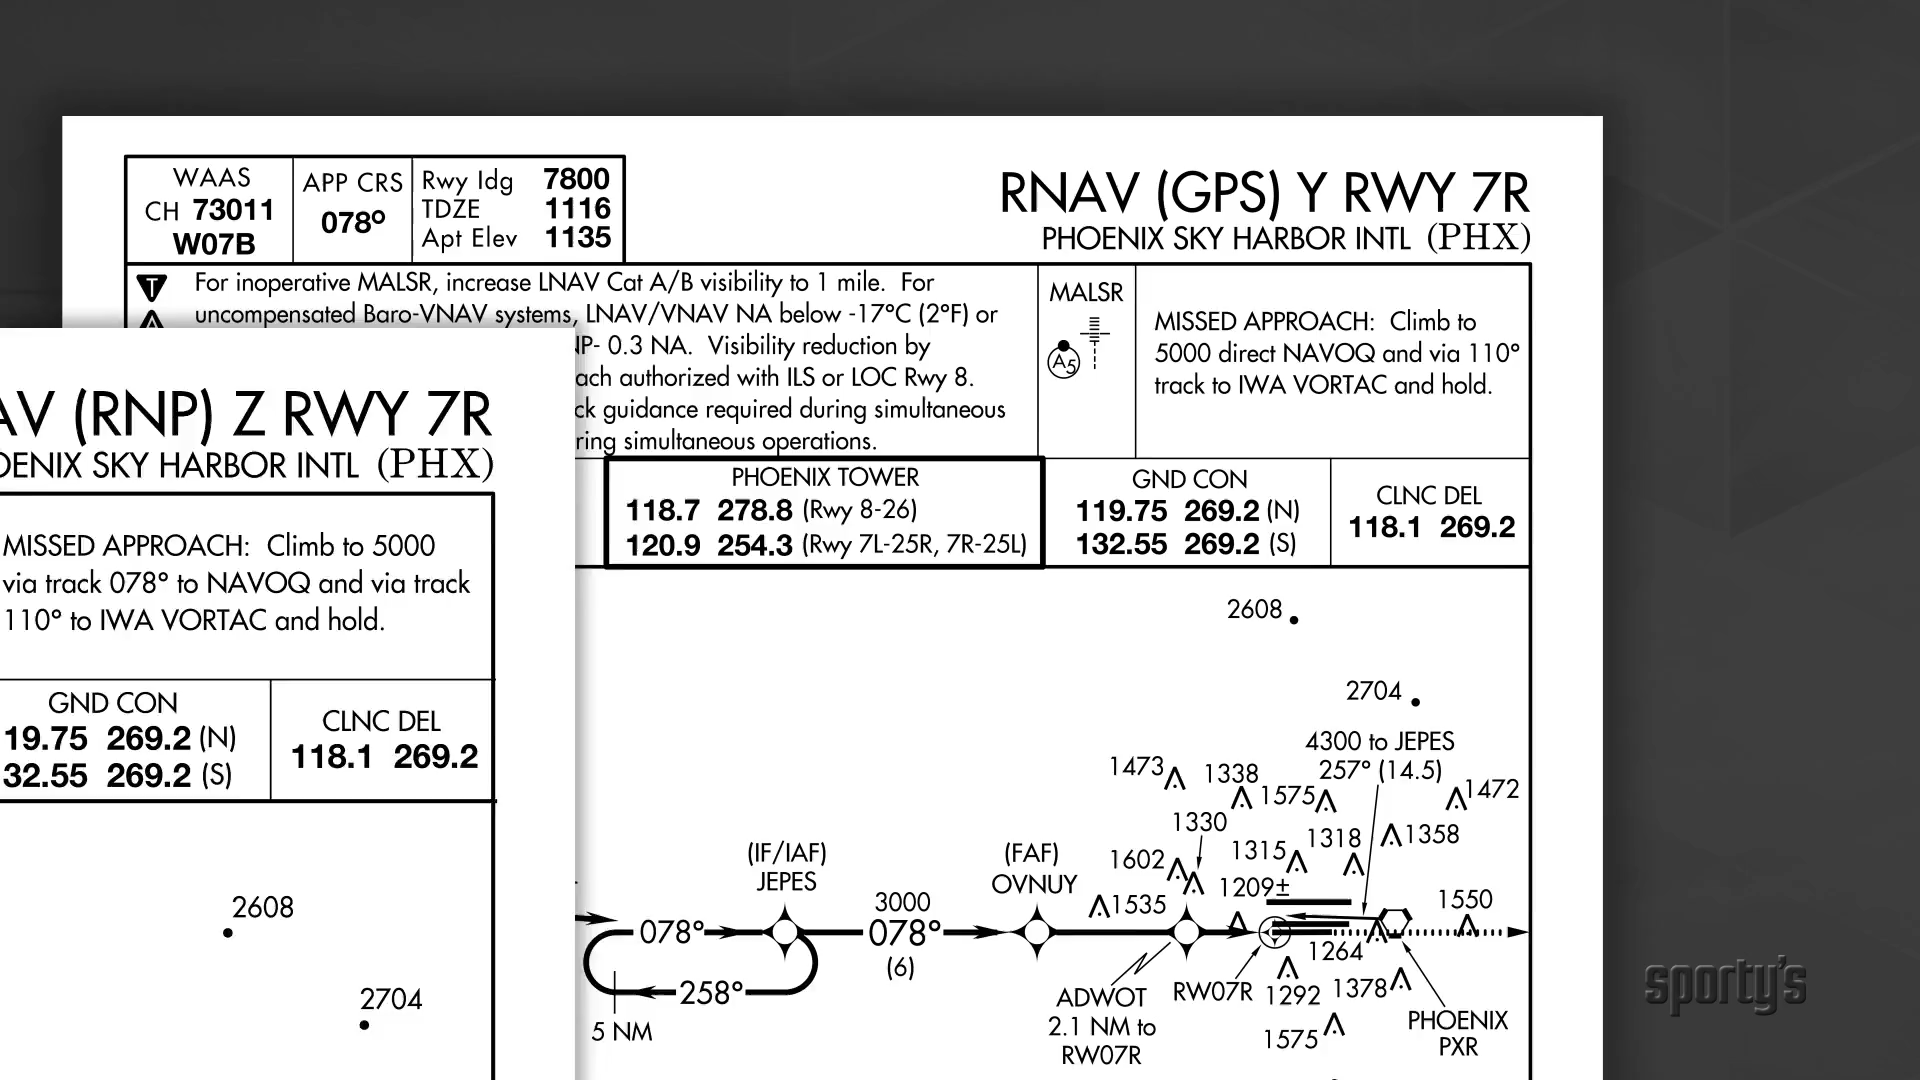 WAAS
CH 73011
W07B
APP CRS
078°
Rwy Idg 7800
TDZE 1116
Apt Elev 1135
RNAV (GPS) Y RWY 7R
PHOENIX SKY HARBOR INTL (PHX)
T
A
For inoperative MALSR, increase LNAV Cat A/B visibility to 1 mile. For
uncompensated Baro-VNAV systems, LNAV/VNAV NA below -17°C (2°F) or
NP- 0.3 NA. Visibility reduction by
ach authorized with ILS or LOC Rwy 8.
ck guidance required during simultaneous
ring simultaneous operations.
MALSR
A5
MISSED APPROACH: Climb to
5000 direct NAVOQ and via 110°
track to IWA VORTAC and hold.
PHOENIX TOWER
118.7 278.8 (Rwy 8-26)
120.9 254.3 (Rwy 7L-25R, 7R-25L)
GND CON
119.75 269.2 (N)
132.55 269.2 (S)
CLNC DEL
118.1 269.2
AV (RNP) Z RWY 7R
OENIX SKY HARBOR INTL (PHX)
MISSED APPROACH: Climb to 5000
via track 078° to NAVOQ and via track
110° to IWA VORTAC and hold.
GND CON
19.75 269.2 (N)
32.55 269.2 (S)
CLNC DEL
118.1 269.2
2608
2704
2608
2704
4300 to JEPES
257° (14.5)
1473
1338
1575
1472
1330
1315
1318
1358
1602
1209±
1535
1550
(IF/IAF)
JEPES
(FAF)
OVNUY
078°
3000
078°
(6)
258°
5 NM
1264
ADWOT
2.1 NM to
RW07R
RW07R
1292
1378
1575
PHOENIX
PXR
sporty's